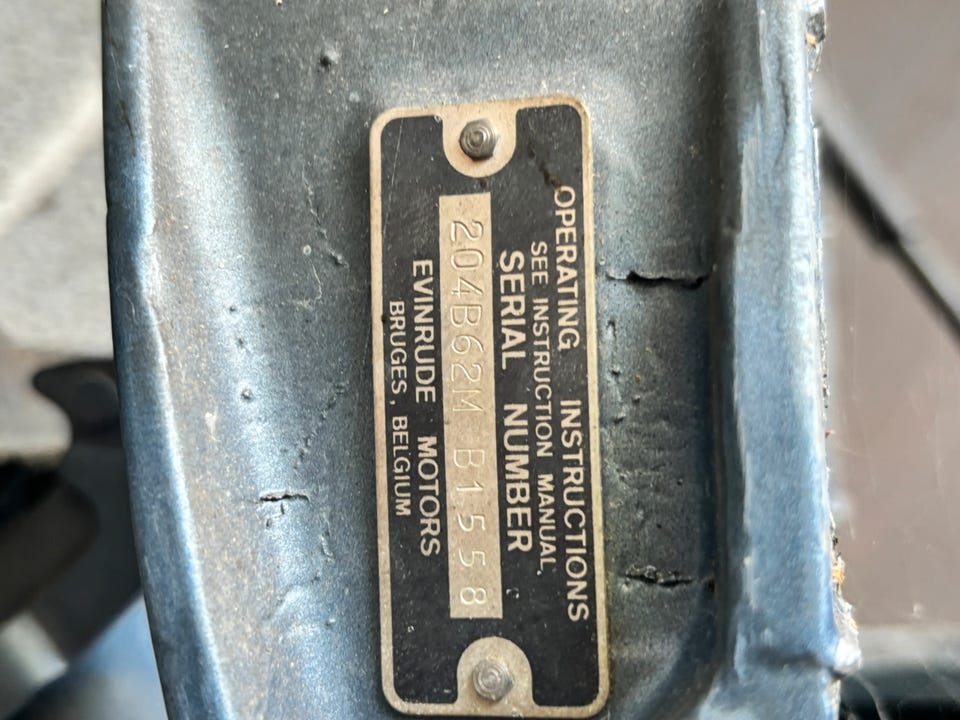 OPERATING INSTRUCTIONS
SEE INSTRUCTION MANUAL.
SERIAL NUMBER
204B62M B1558
EVINRUDE MOTORS
BRUGES, BELGIUM